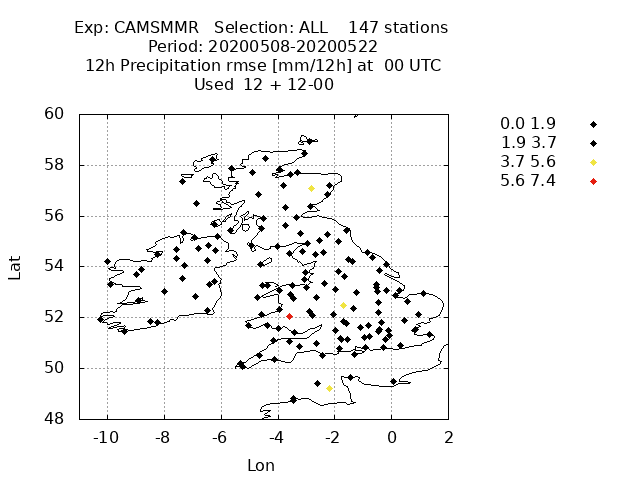 Exp: CAMSMMR   Selection: ALL    147 stations
Period: 20200508-20200522
12h Precipitation rmse [mm/12h] at  00 UTC
Used  12 + 12-00
0.0 1.9
1.9 3.7
3.7 5.6
5.6 7.4
60
58
56
54
52
50
48
Lat
-10 -8 -6 -4 -2 0 2
Lon